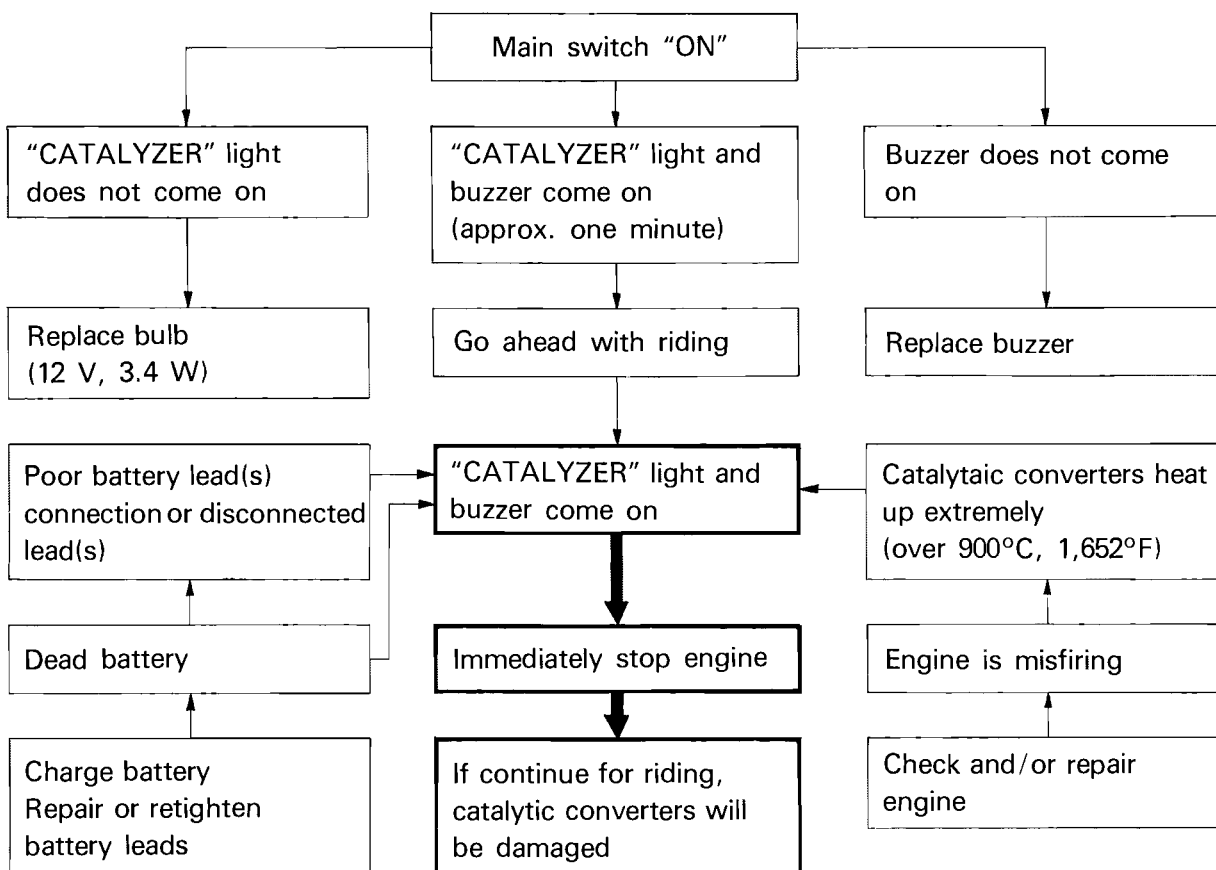 Main switch “ON”
“CATALYZER” light
does not come on
“CATALYZER” light and
buzzer come on
(approx. one minute)
Buzzer does not come
on
Replace bulb
(12 V, 3.4 W)
Go ahead with riding
Replace buzzer
Poor battery lead(s)
connection or disconnected
lead(s)
“CATALYZER” light and
buzzer come on
Catalytaic converters heat
up extremely
(over 900°C, 1,652°F)
Dead battery
Immediately stop engine
Engine is misfiring
Charge battery
Repair or retighten
battery leads
If continue for riding,
catalytic converters will
be damaged
Check and/or repair
engine